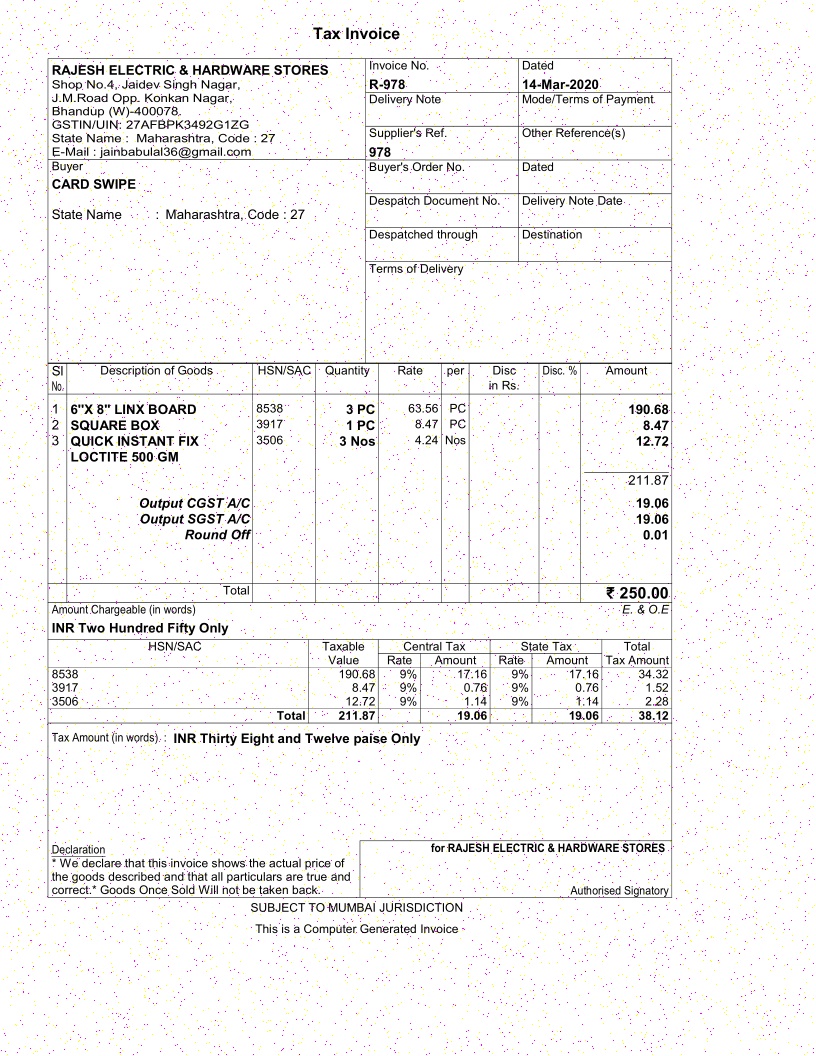 Tax Invoice
RAJESH ELECTRIC & HARDWARE STORES
Shop No.4, Jaidev Singh Nagar,
J.M.Road Opp. Konkan Nagar,
Bhandup (W)-400078.
GSTIN/UIN: 27AFBPK3492G1ZG
State Name : Maharashtra, Code : 27
E-Mail : jainbabulal36@gmail.com
Invoice No. Dated
R-978 14-Mar-2020
Delivery Note Mode/Terms of Payment
Supplier's Ref. Other Reference(s)
978
Buyer
CARD SWIPE
State Name : Maharashtra, Code : 27
Buyer's Order No. Dated
Despatch Document No. Delivery Note Date
Despatched through Destination
Terms of Delivery
Sl No. Description of Goods HSN/SAC Quantity Rate per Disc in Rs. Disc. % Amount
1 6"X 8" LINX BOARD 8538 3 PC 63.56 PC 190.68
2 SQUARE BOX 3917 1 PC 8.47 PC 8.47
3 QUICK INSTANT FIX 3506 3 Nos 4.24 Nos 12.72
LOCTITE 500 GM
211.87
Output CGST A/C 19.06
Output SGST A/C 19.06
Round Off 0.01
Total ₹ 250.00
Amount Chargeable (in words) E. & O.E
INR Two Hundred Fifty Only
HSN/SAC Taxable Central Tax State Tax Total
Value Rate Amount Rate Amount Tax Amount
8538 190.68 9% 17.16 9% 17.16 34.32
3917 8.47 9% 0.76 9% 0.76 1.52
3506 12.72 9% 1.14 9% 1.14 2.28
Total 211.87 19.06 19.06 38.12
Tax Amount (in words) : INR Thirty Eight and Twelve paise Only
Declaration
* We declare that this invoice shows the actual price of
the goods described and that all particulars are true and
correct.* Goods Once Sold Will not be taken back.
for RAJESH ELECTRIC & HARDWARE STORES
Authorised Signatory
SUBJECT TO MUMBAI JURISDICTION
This is a Computer Generated Invoice